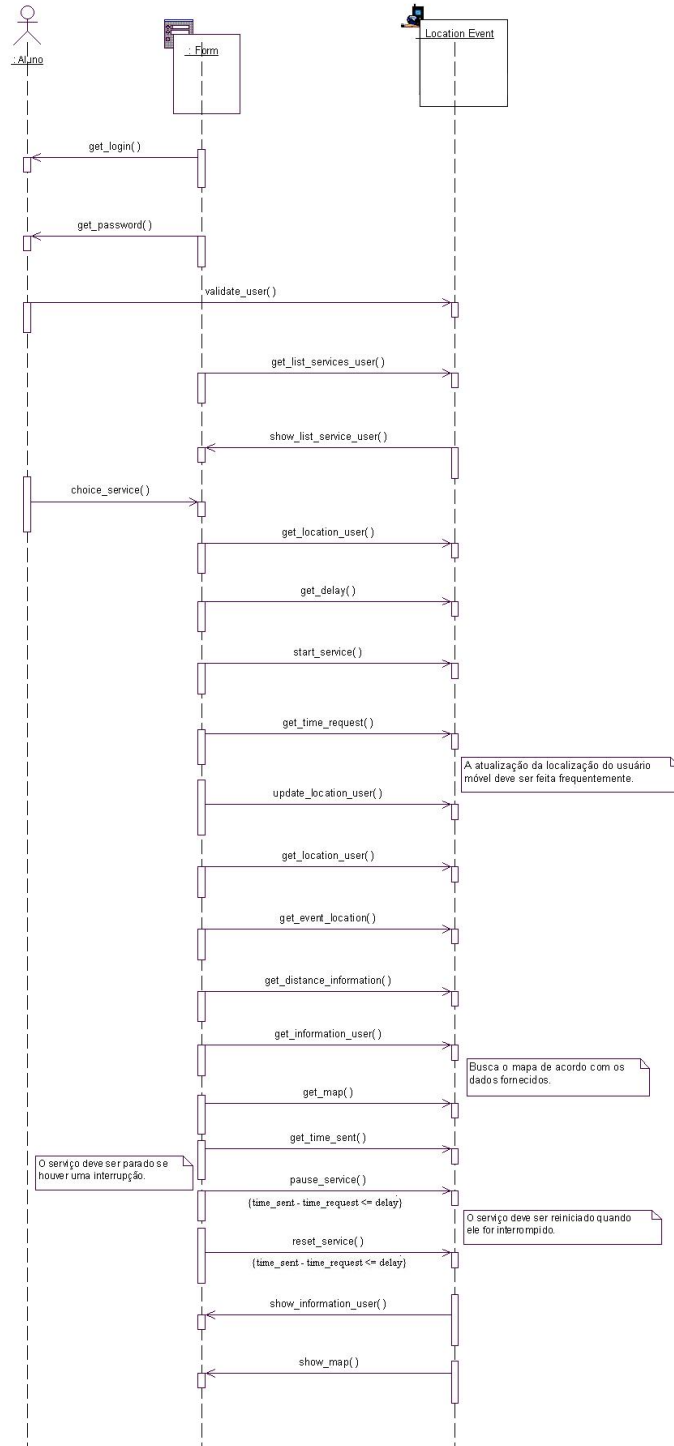 : Aluno
: Form
Location Event
get_login( )
get_password( )
validate_user( )
get_list_services_user( )
show_list_service_user( )
choice_service( )
get_location_user( )
get_delay( )
start_service( )
get_time_request( )
A atualização da localização do usuário
móvel deve ser feita frequentemente.
update_location_user( )
get_location_user( )
get_event_location( )
get_distance_information( )
get_information_user( )
Busca o mapa de acordo com os
dados fornecidos.
get_map( )
get_time_sent( )
O serviço deve ser parado se
houver uma interrupção.
pause_service( )
{time_sent - time_request <= delay}
O serviço deve ser reiniciado quando
ele for interrompido.
reset_service( )
{time_sent - time_request <= delay}
show_information_user( )
show_map( )